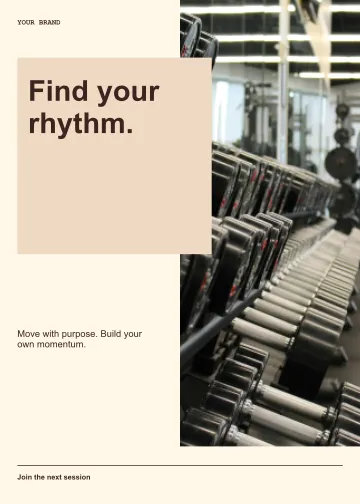 YOUR BRAND
Find your
rhythm.
Move with purpose. Build your
own momentum.
Join the next session